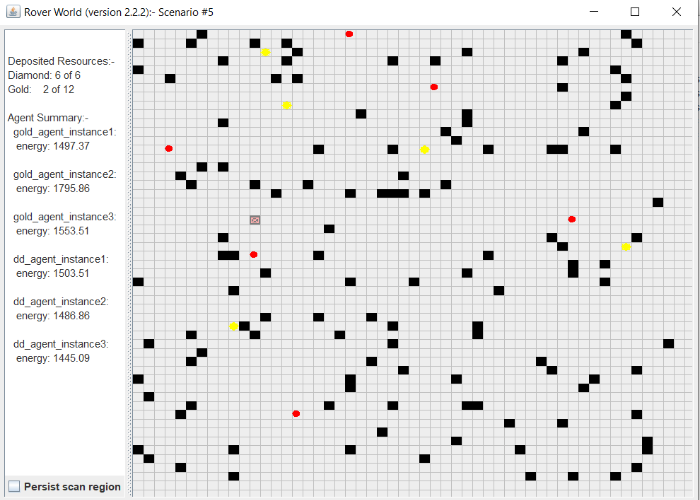 Rover World (version 2.2.2):- Scenario #5
Deposited Resources:-
Diamond: 6 of 6
Gold: 2 of 12
Agent Summary:-
gold_agent_instance1:
energy: 1497.37
gold_agent_instance2:
energy: 1795.86
gold_agent_instance3:
energy: 1553.51
dd_agent_instance1:
energy: 1503.51
dd_agent_instance2:
energy: 1486.86
dd_agent_instance3:
energy: 1445.09
Persist scan region